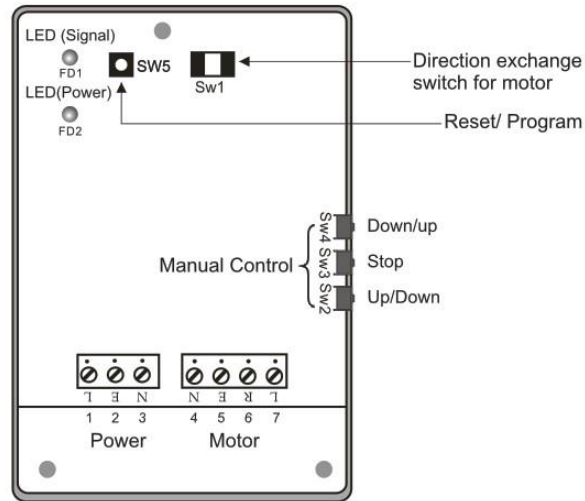 LED (Signal)
FD1
SW5
Sw1
Direction exchange
switch for motor
LED(Power)
FD2
Reset/ Program
Manual Control
Sw4
Down/up
Sw3
Stop
Sw2
Up/Down
L E N
N E R L
1 2 3
4 5 6 7
Power
Motor